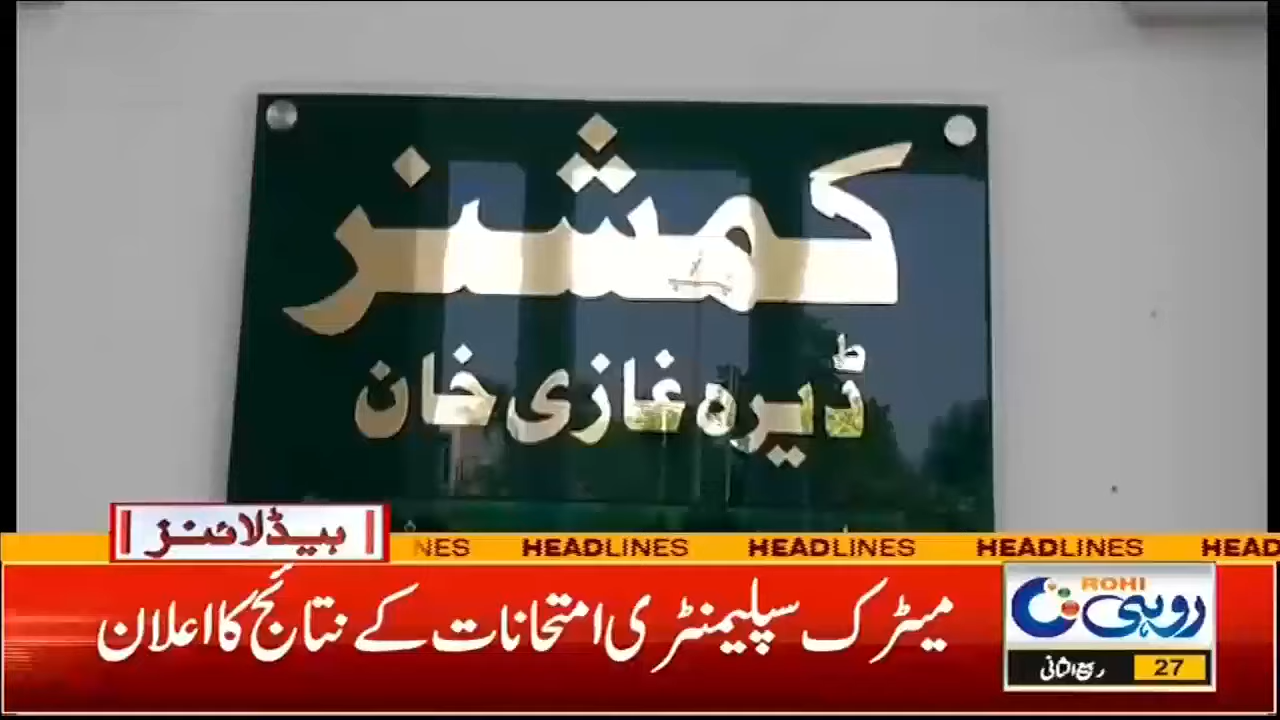 کمشنر
ڈیرہ غازی خان
ہیڈلائنز
NES HEADLINES HEADLINES HEADLINES HEAD
میٹرک سپلیمنٹری امتحانات کے نتائج کا اعلان
ROHI
روہی
27 ربیع الثانی